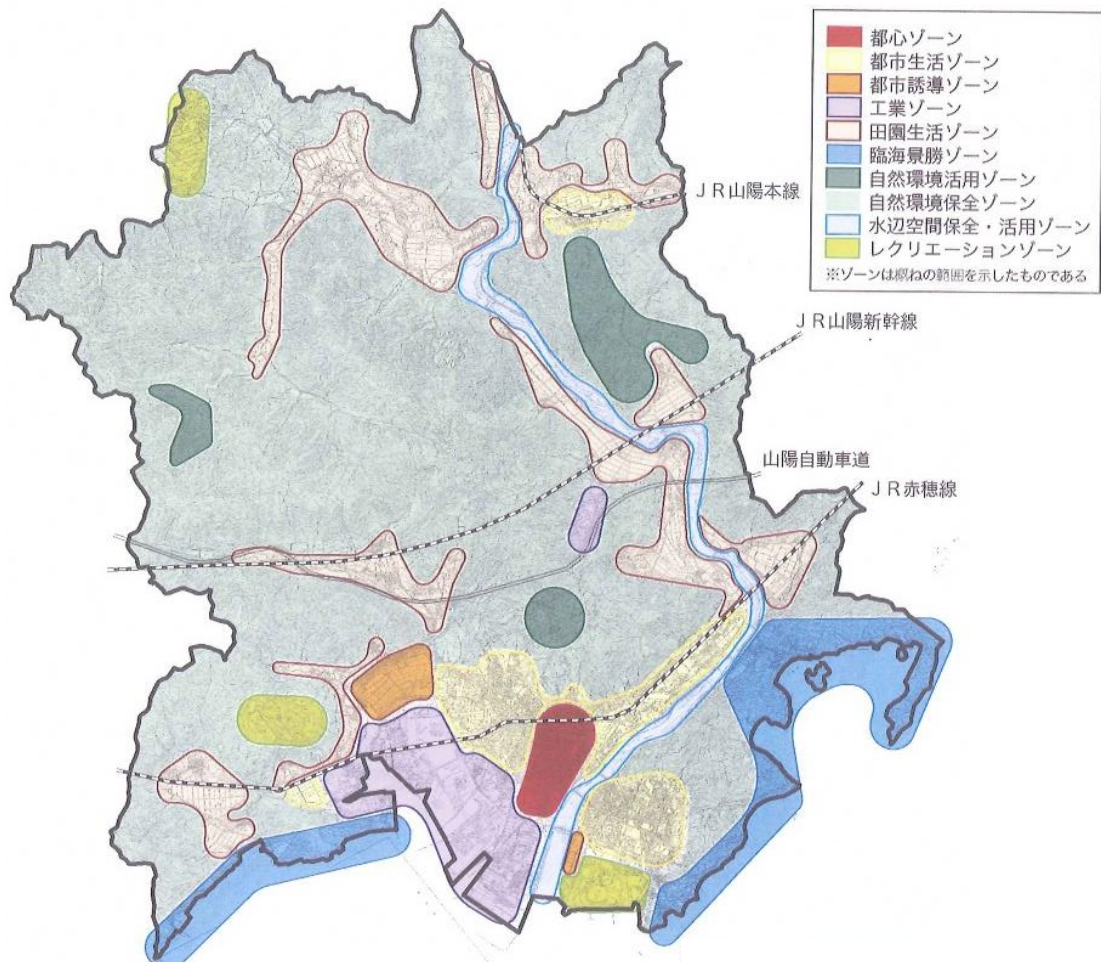 都心ゾーン
都市生活ゾーン
都市誘導ゾーン
工業ゾーン
田園生活ゾーン
臨海景勝ゾーン
自然環境活用ゾーン
自然環境保全ゾーン
水辺空間保全・活用ゾーン
レクリエーションゾーン
※ゾーンは概ねの範囲を示したものである
ＪＲ山陽本線
ＪＲ山陽新幹線
山陽自動車道
ＪＲ赤穂線